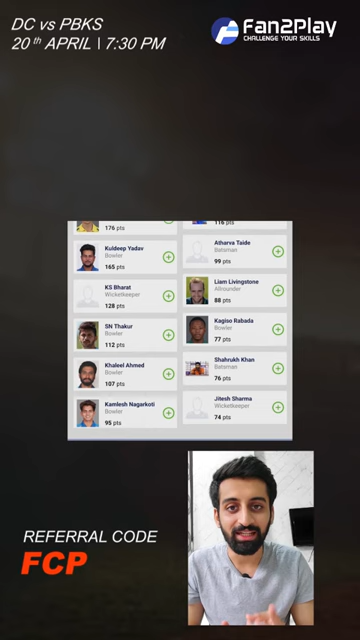 DC vs PBKS
20 th APRIL | 7:30 PM
Fan2Play
CHALLENGE YOUR SKILLS
176 pts
Kuldeep Yadav
Bowler
165 pts
KS Bharat
Wicketkeeper
128 pts
SN Thakur
Bowler
112 pts
Khaleel Ahmed
Bowler
107 pts
Kamlesh Nagarkoti
Bowler
95 pts
116 pts
Atharva Taide
Batsman
99 pts
Liam Livingstone
Allrounder
88 pts
Kagiso Rabada
Bowler
77 pts
Shahrukh Khan
Batsman
76 pts
Jitesh Sharma
Wicketkeeper
74 pts
REFERRAL CODE
FCP